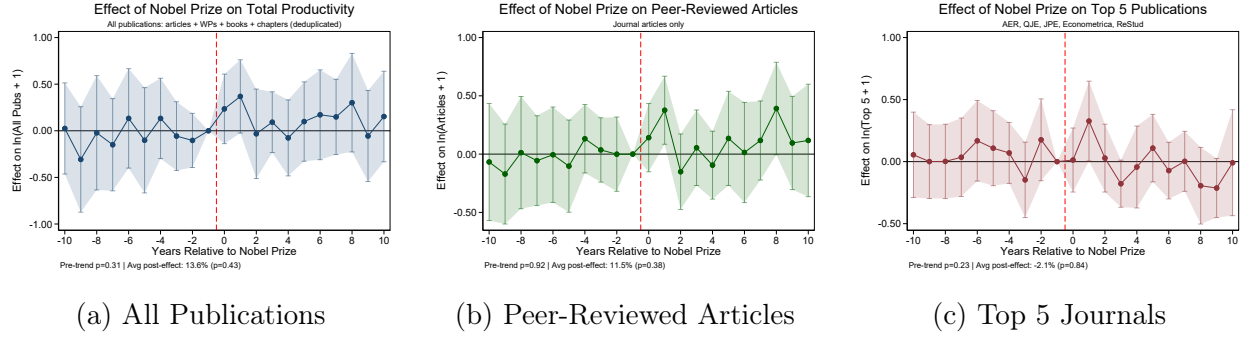 Effect of Nobel Prize on Total Productivity
All publications: articles + WPs + books + chapters (deduplicated)
Effect on ln(All Pubs + 1)
1.00
0.50
0.00
-0.50
-1.00
-10 -8 -6 -4 -2 0 2 4 6 8 10
Years Relative to Nobel Prize
Pre-trend p=0.31 | Avg post-effect: 13.6% (p=0.43)
(a) All Publications
Effect of Nobel Prize on Peer-Reviewed Articles
Journal articles only
Effect on ln(Articles + 1)
1.00
0.50
0.00
-0.50
-10 -8 -6 -4 -2 0 2 4 6 8 10
Years Relative to Nobel Prize
Pre-trend p=0.92 | Avg post-effect: 11.5% (p=0.38)
(b) Peer-Reviewed Articles
Effect of Nobel Prize on Top 5 Publications
AER, QJE, JPE, Econometrica, ReStud
Effect on ln(Top 5 + 1)
1.00
0.50
0.00
-0.50
-10 -8 -6 -4 -2 0 2 4 6 8 10
Years Relative to Nobel Prize
Pre-trend p=0.23 | Avg post-effect: -2.1% (p=0.84)
(c) Top 5 Journals